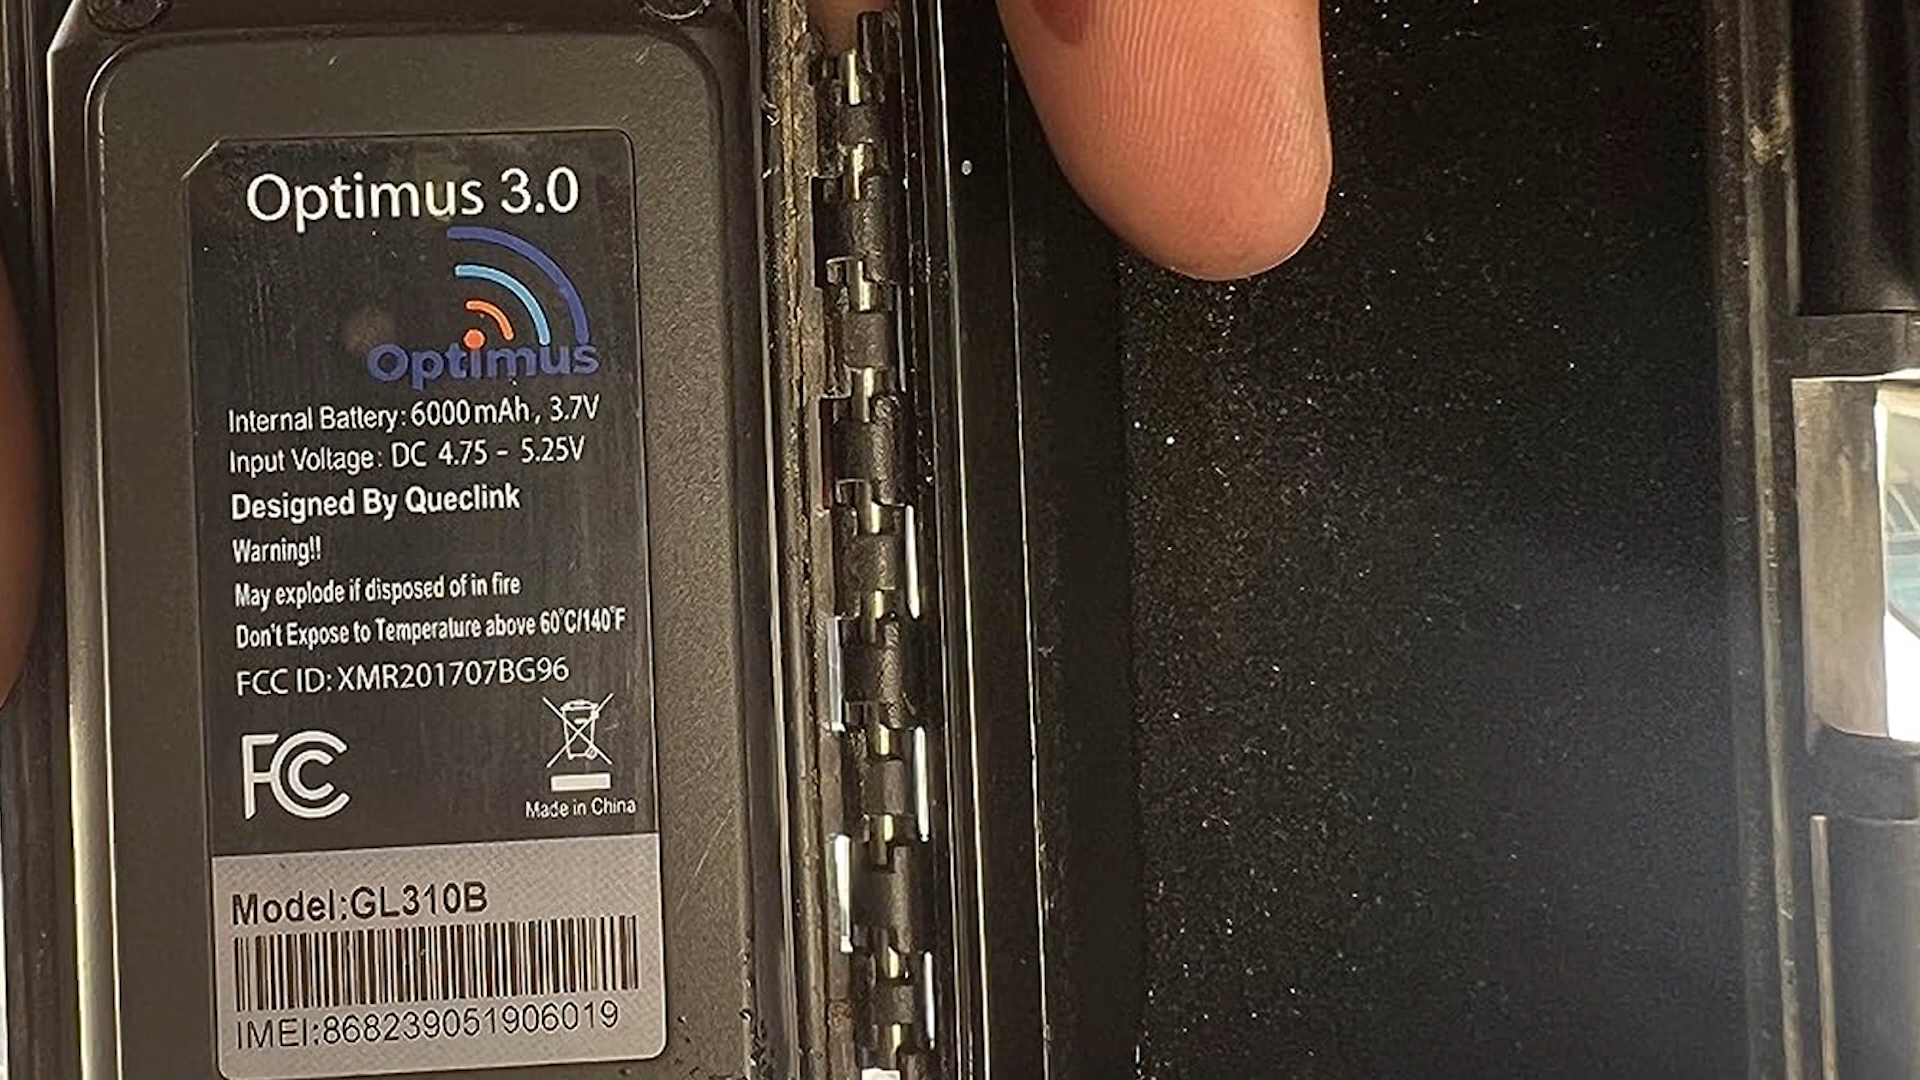 Optimus 3.0
Optimus
Internal Battery: 6000 mAh, 3.7V
Input Voltage: DC 4.75 - 5.25V
Designed By Queclink
Warning!!
May explode if disposed of in fire
Don't Expose to Temperature above 60°C/140°F
FCC ID: XMR201707BG96
FC
Made in China
Model:GL310B
IMEI:868239051906019